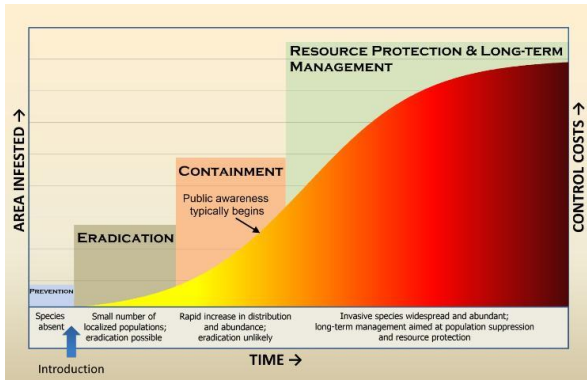 RESOURCE PROTECTION & LONG-TERM
MANAGEMENT
CONTAINMENT
Public awareness
typically begins
ERADICATION
PREVENTION
AREA INFESTED →
CONTROL COSTS →
Species
absent
Small number of
localized populations;
eradication possible
Rapid increase in distribution
and abundance;
eradication unlikely
Invasive species widespread and abundant;
long-term management aimed at population suppression
and resource protection
TIME →
Introduction